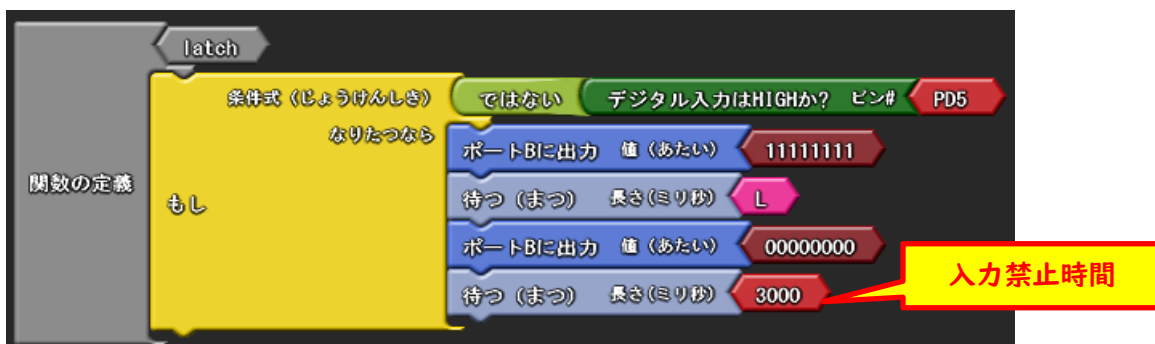 latch
条件式（じょうけんしき） ではない デジタル入力はHIGHか? ピン# PD5
なりたつなら
ポートBに出力 値（あたい） 11111111
関数の定義
もし
待つ（まつ） 長さ(ミリ秒) L
ポートBに出力 値（あたい） 00000000
待つ（まつ） 長さ(ミリ秒) 3000
入力禁止時間